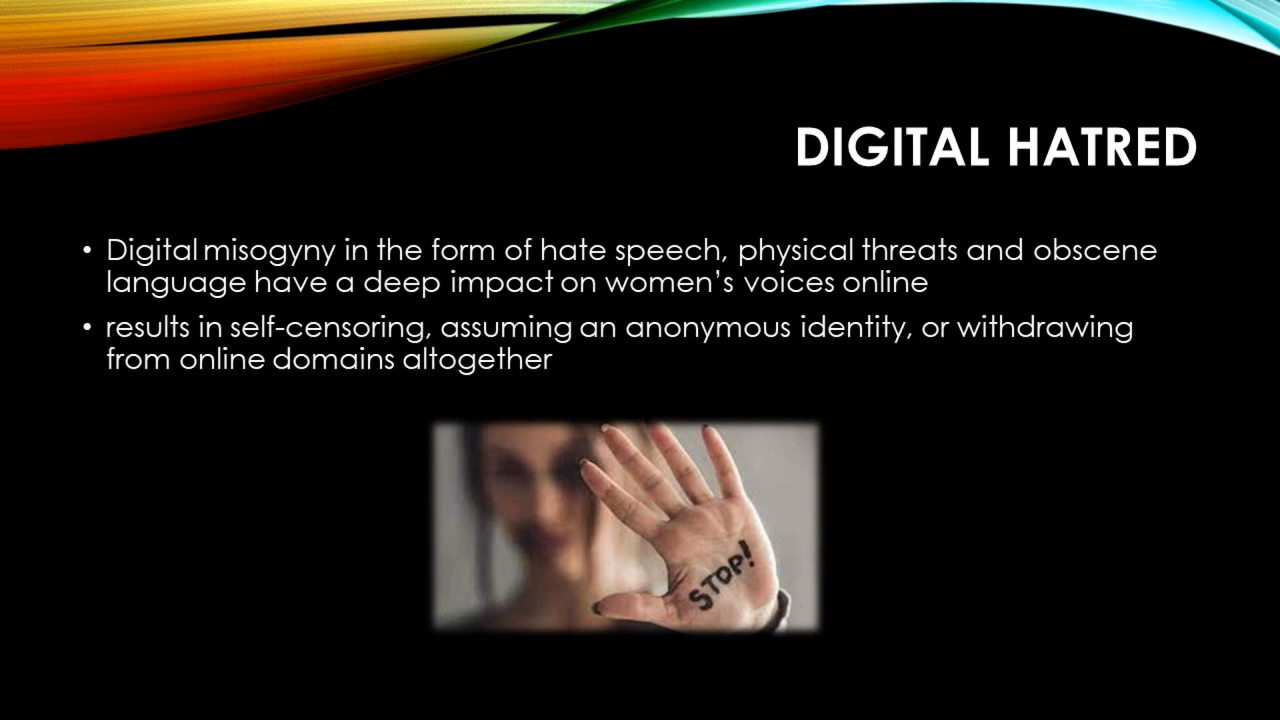 DIGITAL HATRED
• Digital misogyny in the form of hate speech, physical threats and obscene
language have a deep impact on women’s voices online
• results in self-censoring, assuming an anonymous identity, or withdrawing
from online domains altogether
STOP!